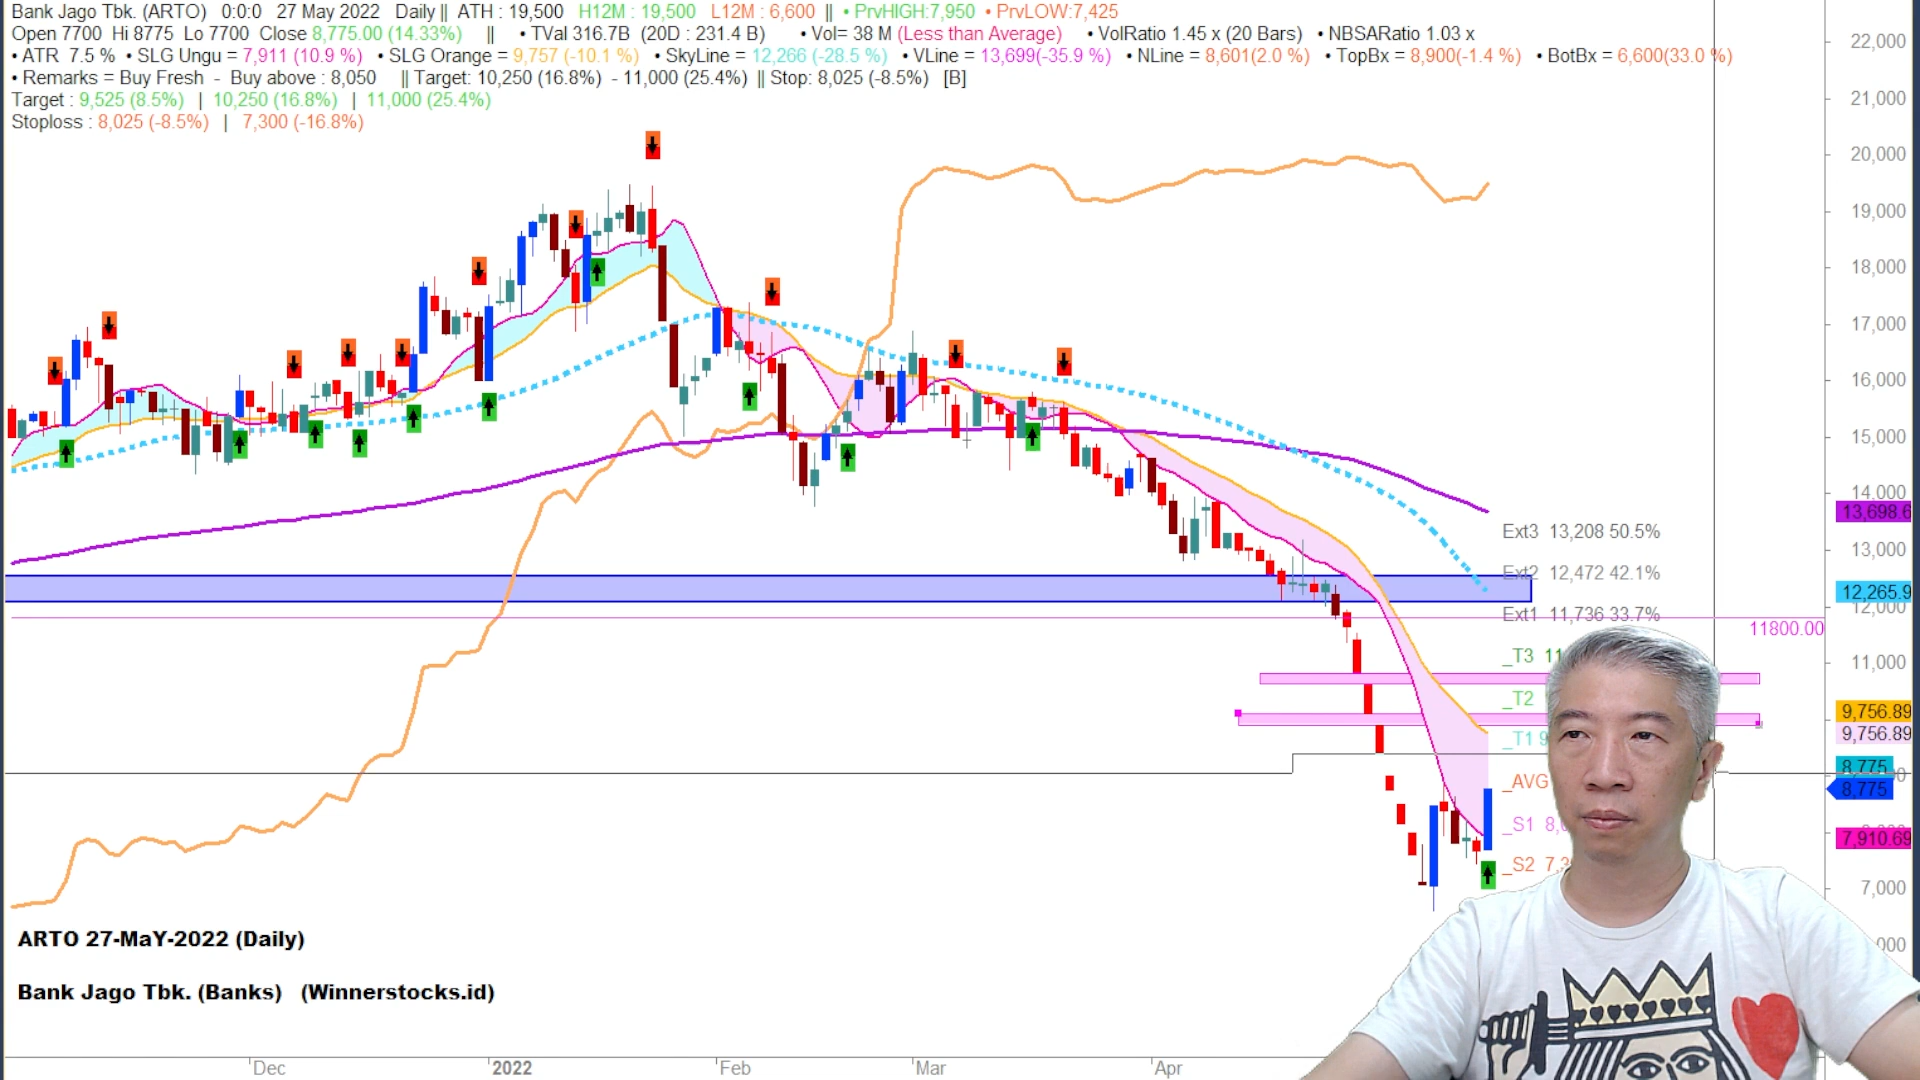 Bank Jago Tbk. (ARTO) 0:0:0 27 May 2022 Daily || ATH : 19,500 H12M : 19,500 L12M : 6,600 || • PrvHIGH:7,950 • PrvLOW:7,425
Open 7700 Hi 8775 Lo 7700 Close 8,775.00 (14.33%) || • TVal 316.7B (20D : 231.4 B) • Vol= 38 M (Less than Average) • VolRatio 1.45 x (20 Bars) • NBSARatio 1.03 x
• ATR 7.5 % • SLG Ungu = 7,911 (10.9 %) • SLG Orange = 9,757 (-10.1 %) • SkyLine = 12,266 (-28.5 %) • VLine = 13,699(-35.9 %) • NLine = 8,601(2.0 %) • TopBx = 8,900(-1.4 %) • BotBx = 6,600(33.0 %)
• Remarks = Buy Fresh - Buy above : 8,050 || Target: 10,250 (16.8%) - 11,000 (25.4%) || Stop: 8,025 (-8.5%) [B]
Target : 9,525 (8.5%) | 10,250 (16.8%) | 11,000 (25.4%)
Stoploss : 8,025 (-8.5%) | 7,300 (-16.8%)
22,000
21,000
20,000
19,000
18,000
17,000
16,000
15,000
14,000
13,698.6
13,000
12,265.9
12,000
11,000
9,756.89
9,756.89
8,775
8,775
7,910.69
7,000
Ext3 13,208 50.5%
Ext2 12,472 42.1%
Ext1 11,736 33.7%
11800.00
_T3 11
_T2
_T1 9
_AVG
_S1 8,
_S2 7,3
ARTO 27-MaY-2022 (Daily)
Bank Jago Tbk. (Banks) (Winnerstocks.id)
Dec 2022 Feb Mar Apr